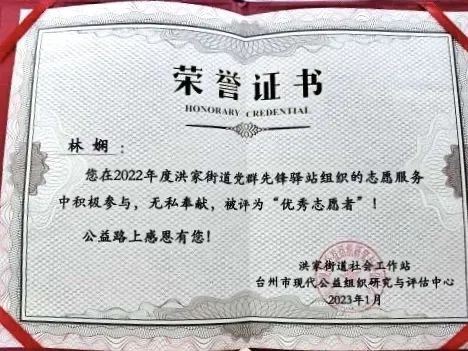 荣誉证书
HONORARY CREDENTIAL
林娴：
您在2022年度洪家街道党群先锋驿站组织的志愿服务
中积极参与，无私奉献，被评为“优秀志愿者”！
公益路上感恩有您！
洪家街道社会工作站
台州市现代公益组织研究与评估中心
2023年1月